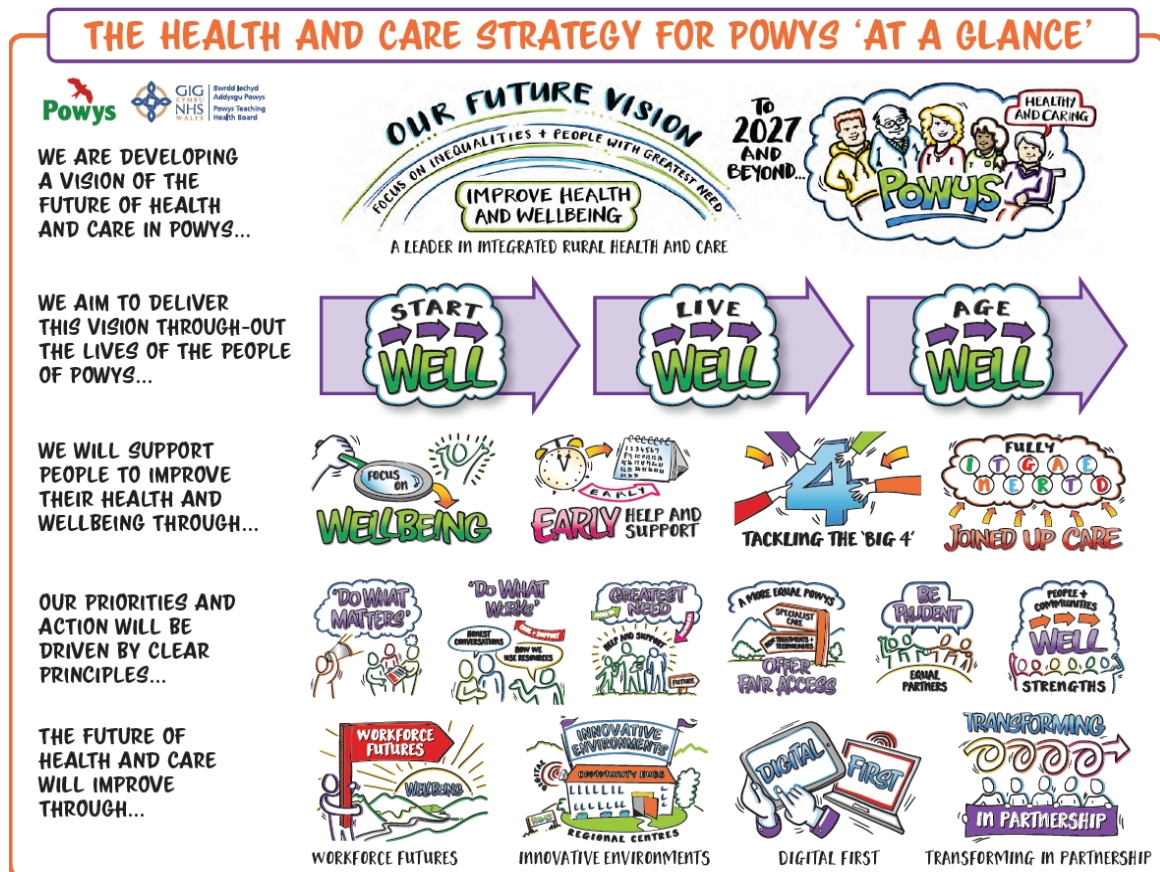 THE HEALTH AND CARE STRATEGY FOR POWYS 'AT A GLANCE'
Powys
GIG
CYMRU
NHS
WALES
Bwrdd Iechyd
Addysgu Powys
Powys Teaching
Health Board
WE ARE DEVELOPING
A VISION OF THE
FUTURE OF HEALTH
AND CARE IN POWYS...
OUR FUTURE VISION
FOCUS ON INEQUALITIES + PEOPLE WITH GREATEST NEED
IMPROVE HEALTH
AND WELLBEING
A LEADER IN INTEGRATED RURAL HEALTH AND CARE
TO
2027
AND
BEYOND...
HEALTHY
AND CARING
POWYS
WE AIM TO DELIVER
THIS VISION THROUGH-OUT
THE LIVES OF THE PEOPLE
OF POWYS...
START
WELL
LIVE
WELL
AGE
WELL
WE WILL SUPPORT
PEOPLE TO IMPROVE
THEIR HEALTH AND
WELLBEING THROUGH...
FOCUS
ON
WELLBEING
EARLY
EARLY HELP AND
SUPPORT
4
TACKLING THE 'BIG 4'
FULLY
I T G A E
N E R T D
JOINED UP CARE
OUR PRIORITIES AND
ACTION WILL BE
DRIVEN BY CLEAR
PRINCIPLES...
'DO WHAT
MATTERS'
'DO WHAT
WORKS'
HONEST
CONVERSATIONS
CARE + SUPPORT
HOW WE
USE RESOURCES
GREATEST
NEED
HELP AND SUPPORT
FUTURE
A MORE EQUAL POWYS
SPECIALIST
CARE
TREATMENTS +
TECHNOLOGIES
OFFER
FAIR ACCESS
BE
PRUDENT
EQUAL
PARTNERS
PEOPLE +
COMMUNITIES
WELL
STRENGTHS
THE FUTURE OF
HEALTH AND CARE
WILL IMPROVE
THROUGH...
WORKFORCE
FUTURES
WELLBEING
WORKFORCE FUTURES
INNOVATIVE
ENVIRONMENTS
DIGITAL
COMMUNITY HUBS
HOME
REGIONAL CENTRES
INNOVATIVE ENVIRONMENTS
DIGITAL
FIRST
DIGITAL FIRST
TRANSFORMING
IN PARTNERSHIP
TRANSFORMING IN PARTNERSHIP